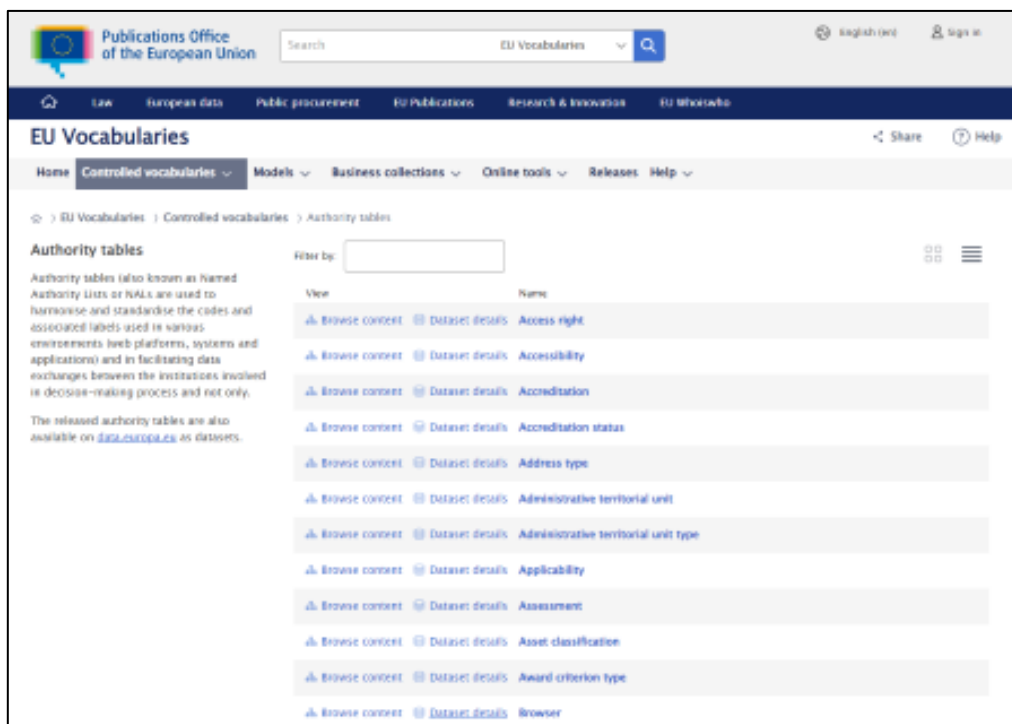 Publications Office
of the European Union
Search EU Vocabularies
English (en) Sign in
Law European data Public procurement EU Publications Research & Innovation EU Whoiswho
EU Vocabularies
Share Help
Home Controlled vocabularies Models Business collections Online tools Releases Help
EU Vocabularies Controlled vocabularies Authority tables
Authority tables
Authority tables (also known as Named
Authority Lists or NALs are used to
harmonise and standardise the codes and
associated labels used in various
environments (web platforms, systems and
applications) and in facilitating data
exchanges between the institutions involved
in decision-making process and not only.
The released authority tables are also
available on data.europa.eu as datasets.
Filter by:
View Name
Browse content Dataset details Access right
Browse content Dataset details Accessibility
Browse content Dataset details Accreditation
Browse content Dataset details Accreditation status
Browse content Dataset details Address type
Browse content Dataset details Administrative territorial unit
Browse content Dataset details Administrative territorial unit type
Browse content Dataset details Applicability
Browse content Dataset details Assessment
Browse content Dataset details Asset classification
Browse content Dataset details Award criterion type
Browse content Dataset details Browser